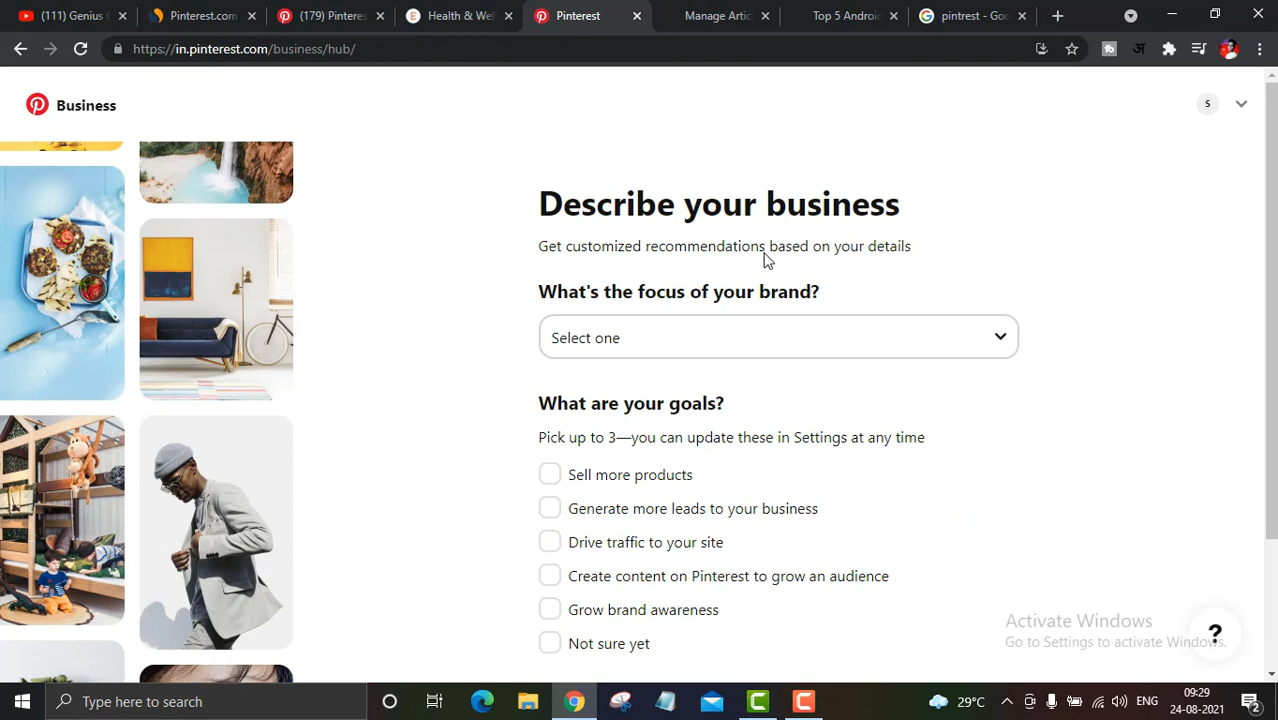 (111) Genius
Pinterest.com
(179) Pinteres
Health & Wel
Pinterest
Manage Artic
Top 5 Android
pintrest - Goo
https://in.pinterest.com/business/hub/
Business
S
Describe your business
Get customized recommendations based on your details
What's the focus of your brand?
Select one
What are your goals?
Pick up to 3—you can update these in Settings at any time
Sell more products
Generate more leads to your business
Drive traffic to your site
Create content on Pinterest to grow an audience
Grow brand awareness
Not sure yet
Activate Windows
Go to Settings to activate Windows.
?
Type here to search
29°C
ENG
09:29
24-08-2021
2